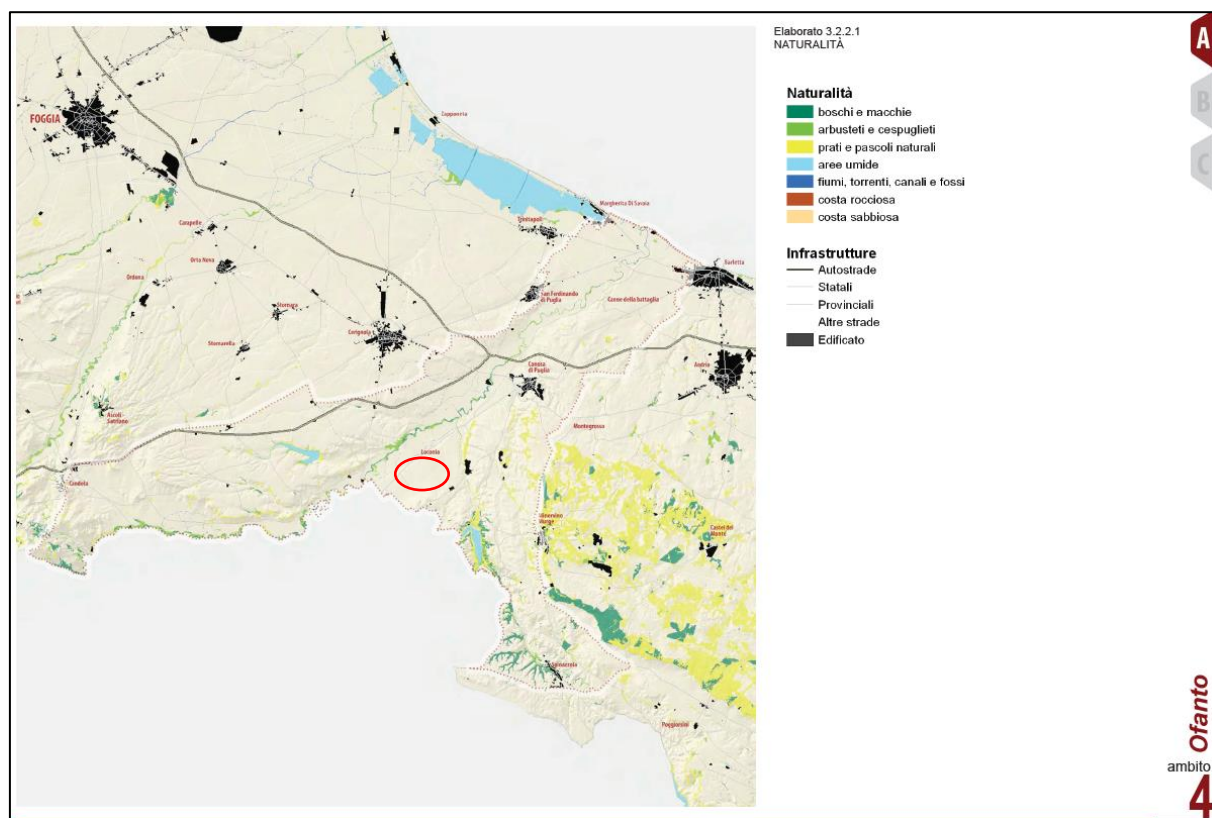 Elaborato 3.2.2.1
NATURALITÀ
Naturalità
boschi e macchie
arbusteti e cespuglieti
prati e pascoli naturali
aree umide
fiumi, torrenti, canali e fossi
costa rocciosa
costa sabbiosa
Infrastrutture
Autostrade
Statali
Provinciali
Altre strade
Edificato
A
B
C
FOGGIA
Zapponeta
Carapelle
Margherita Di Savoia
Trinitapoli
Orta Nova
Barletta
Ordona
San Ferdinando
di Puglia
Canne della battaglia
Stornara
Cerignola
Stornarella
Canosa
di Puglia
Andria
Ascoli
Satriano
Montegrosso
Loconia
Candela
Minervino
Murge
Castel del
Monte
Spinazzola
Poggiorsini
ambito
Ofanto
4